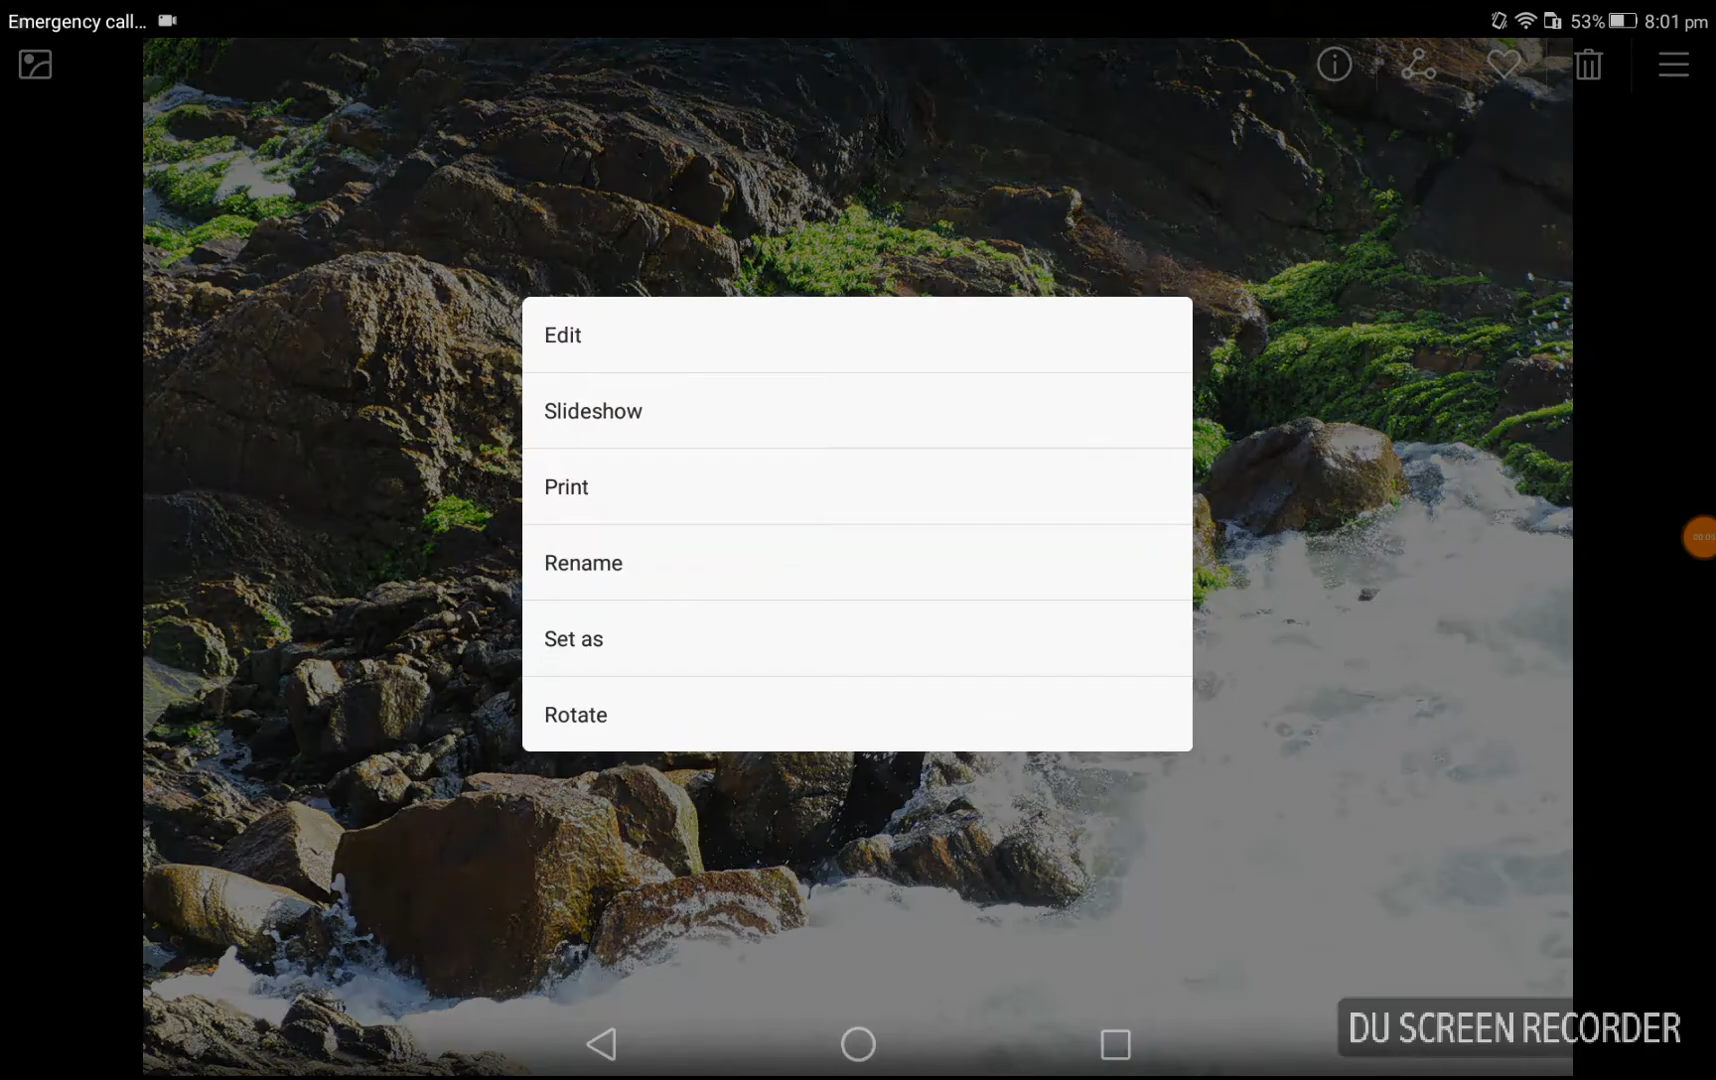 Emergency call...
53% 8:01 pm
Edit
Slideshow
Print
Rename
Set as
Rotate
DU SCREEN RECORDER